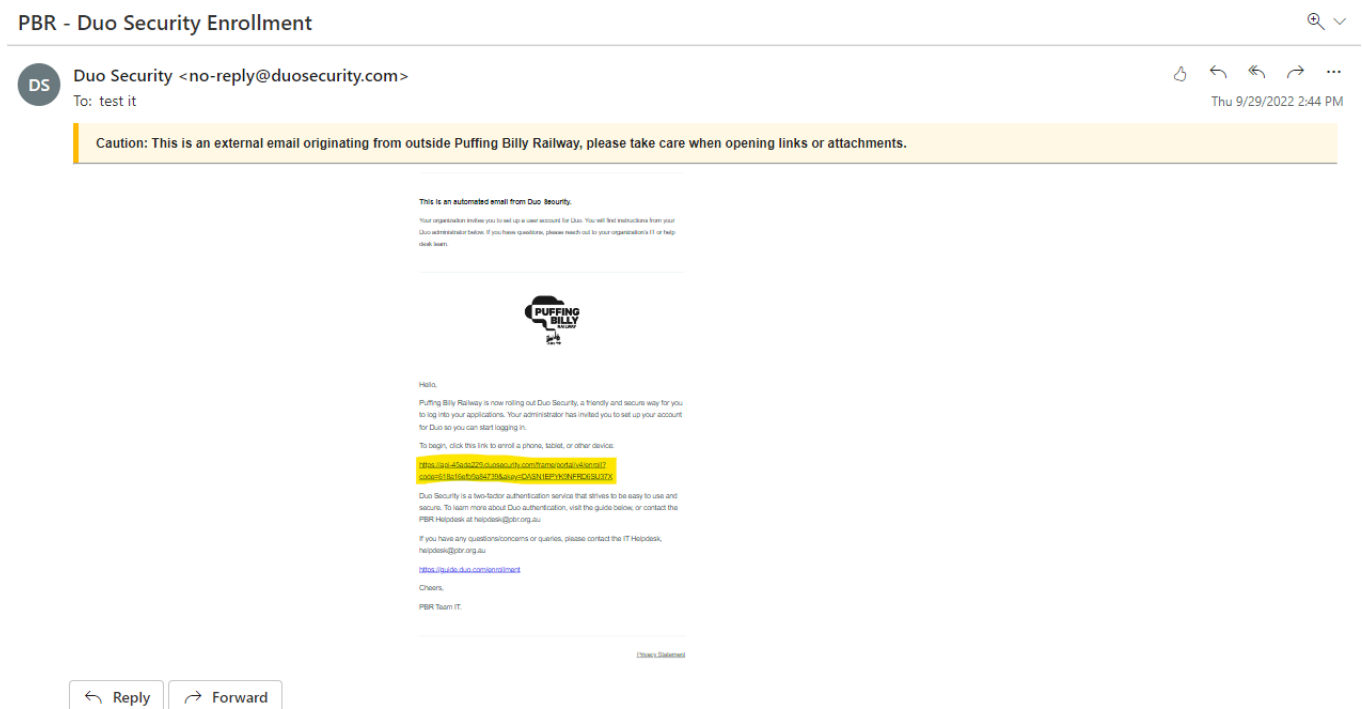 PBR - Duo Security Enrollment
DS
Duo Security <no-reply@duosecurity.com>
To: test it
Thu 9/29/2022 2:44 PM
Caution: This is an external email originating from outside Puffing Billy Railway, please take care when opening links or attachments.
This is an automated email from Duo Security.
Your organization invites you to set up a user account for Duo. You will find instructions from your
Duo administrator below. If you have questions, please reach out to your organization's IT or help
desk team.
PUFFING
BILLY
RAILWAY
Hello,
Puffing Billy Railway is now rolling out Duo Security, a friendly and secure way for you
to log into your applications. Your administrator has invited you to set up your account
for Duo so you can start logging in.
To begin, click this link to enroll a phone, tablet, or other device:
Duo Security is a two-factor authentication service that strives to be easy to use and
secure. To learn more about Duo authentication, visit the guide below, or contact the
PBR Helpdesk at helpdesk@pbr.org.au
If you have any questions/concerns or queries, please contact the IT Helpdesk,
helpdesk@pbr.org.au
https://guide.duo.com/enrollment
Cheers,
PBR Team IT.
Privacy Statement
Reply
Forward